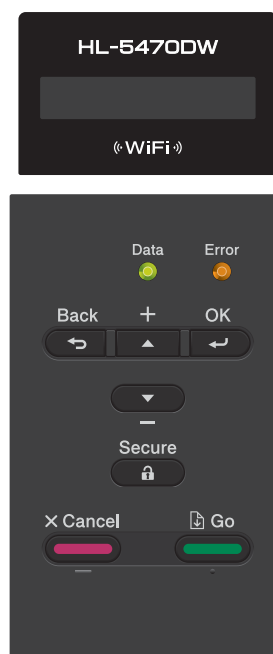 HL-5470DW
WiFi
Data Error
Back + OK
Secure
Cancel Go